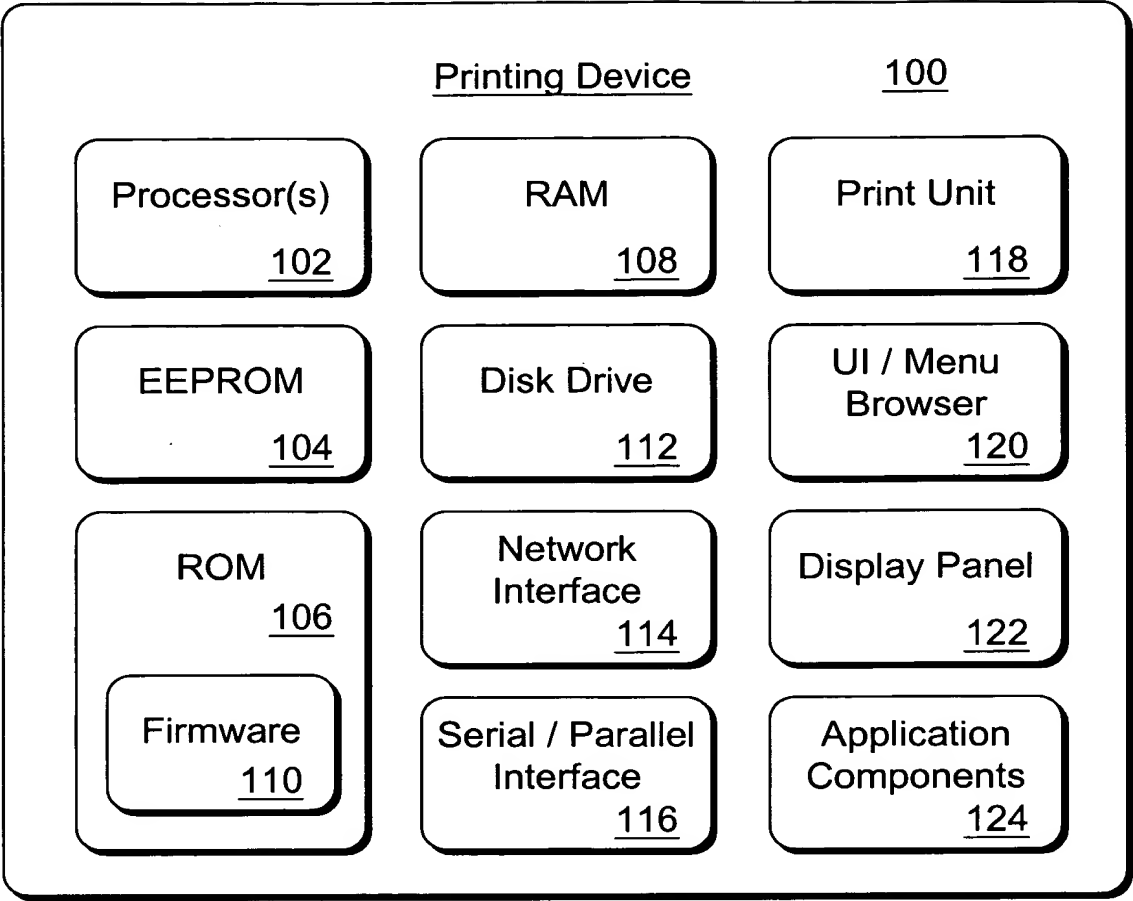 Printing Device 100
Processor(s)
102
RAM
108
Print Unit
118
EEPROM
104
Disk Drive
112
UI / Menu
Browser
120
ROM
106
Firmware
110
Network
Interface
114
Display Panel
122
Serial / Parallel
Interface
116
Application
Components
124